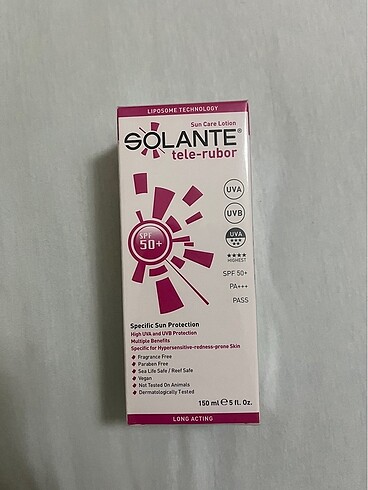 LIPOSOME TECHNOLOGY
Sun Care Lotion
SOLANTE®
tele-rubor
UVA
UVB
SPF
50+
UVA
HIGHEST
SPF 50+
PA+++
PASS
Specific Sun Protection
High UVA and UVB Protection
Multiple Benefits
Specific for Hypersensitive-redness-prone Skin
Fragrance Free
Paraben Free
Sea Life Safe / Reef Safe
Vegan
Not Tested On Animals
Dermatologically Tested
150 ml ℮ 5 fl. Oz.
LONG ACTING